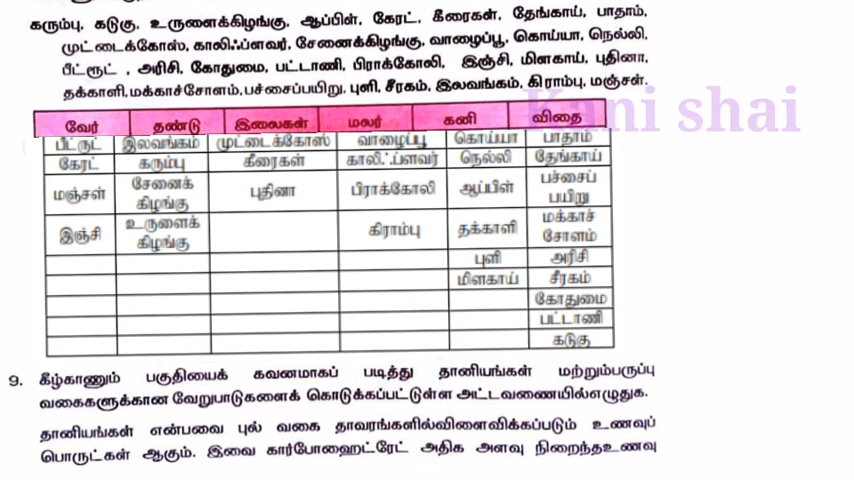 கரும்பு, கடுகு, உருளைக்கிழங்கு, ஆப்பிள், கேரட், கீரைகள், தேங்காய், பாதாம்,
முட்டைக்கோஸ், காலிஃப்ளவர், சேனைக்கிழங்கு, வாழைப்பூ, கொய்யா, நெல்லி,
பீட்ரூட் , அரிசி, கோதுமை, பட்டாணி, பிராக்கோலி, இஞ்சி, மிளகாய், புதினா,
தக்காளி,மக்காச்சோளம்,பச்சைப்பயிறு, புளி, சீரகம், இலவங்கம், கிராம்பு, மஞ்சள்.
Kani shai
வேர் தண்டு இலைகள் மலர் கனி விதை
பீட்ருட் இலவங்கம் முட்டைகோஸ் வாழைப்பூ கொய்யா பாதாம்
கேரட் கரும்பு கீரைகள் காலிஃப்ளவர் நெல்லி தேங்காய்
மஞ்சள் சேனைக் கிழங்கு புதினா பிராக்கோலி ஆப்பிள் பச்சைப் பயிறு
இஞ்சி உருளைக் கிழங்கு கிராம்பு தக்காளி மக்காச் சோளம்
புளி அரிசி
மிளகாய் சீரகம்
கோதுமை
பட்டாணி
கடுகு
9. கீழ்காணும் பகுதியைக் கவனமாகப் படித்து தானியங்கள் மற்றும்பருப்பு
வகைகளுக்கான வேறுபாடுகளைக் கொடுக்கப்பட்டுள்ள அட்டவணையில்எழுதுக.
தானியங்கள் என்பவை புல் வகை தாவரங்களில்விளைவிக்கப்படும் உணவுப்
பொருட்கள் ஆகும். இவை கார்போஹைட்ரேட் அதிக அளவு நிறைந்தஉணவு